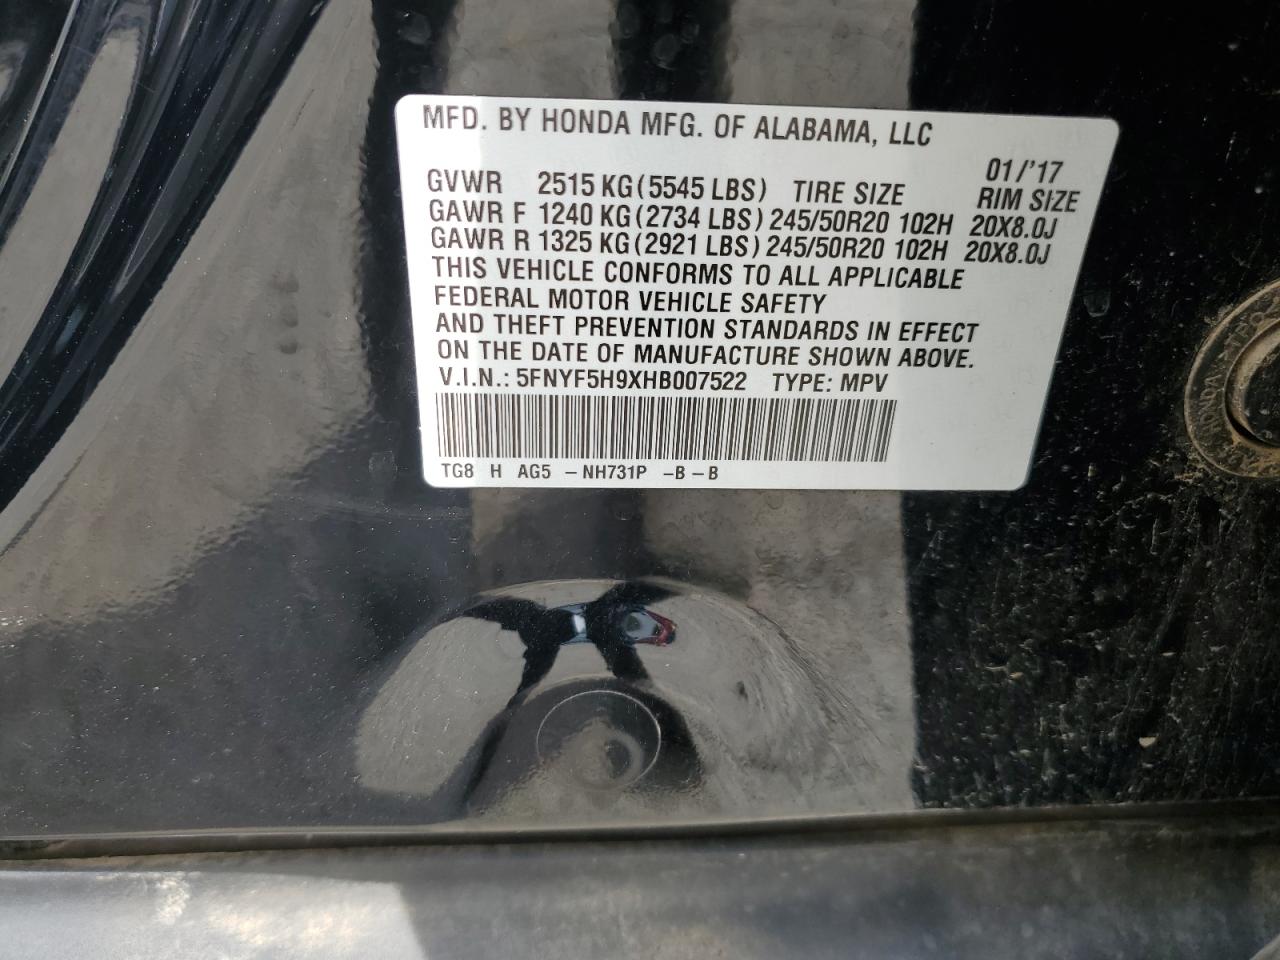 MFD. BY HONDA MFG. OF ALABAMA, LLC
01/'17
GVWR 2515 KG(5545 LBS) TIRE SIZE RIM SIZE
GAWR F 1240 KG(2734 LBS) 245/50R20 102H 20X8.0J
GAWR R 1325 KG(2921 LBS) 245/50R20 102H 20X8.0J
THIS VEHICLE CONFORMS TO ALL APPLICABLE
FEDERAL MOTOR VEHICLE SAFETY
AND THEFT PREVENTION STANDARDS IN EFFECT
ON THE DATE OF MANUFACTURE SHOWN ABOVE.
V.I.N.: 5FNYF5H9XHB007522 TYPE: MPV
TG8 H AG5 -NH731P -B-B
HONDA